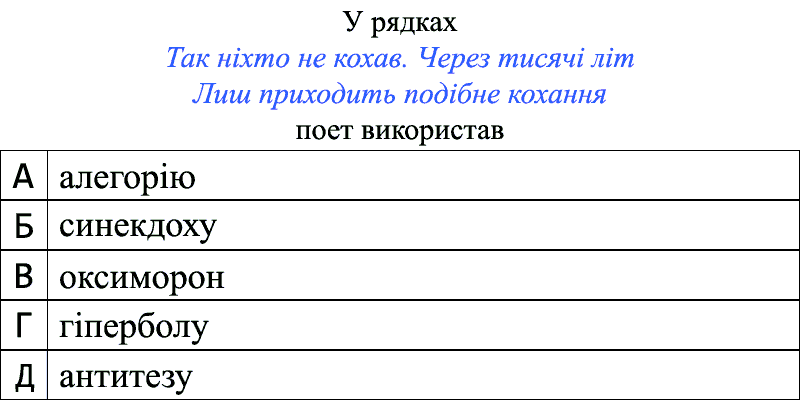 У рядках
Так ніхто не кохав. Через тисячі літ
Лиш приходить подібне кохання
поет використав
А алегорію
Б синекдоху
В оксиморон
Г гіперболу
Д антитезу